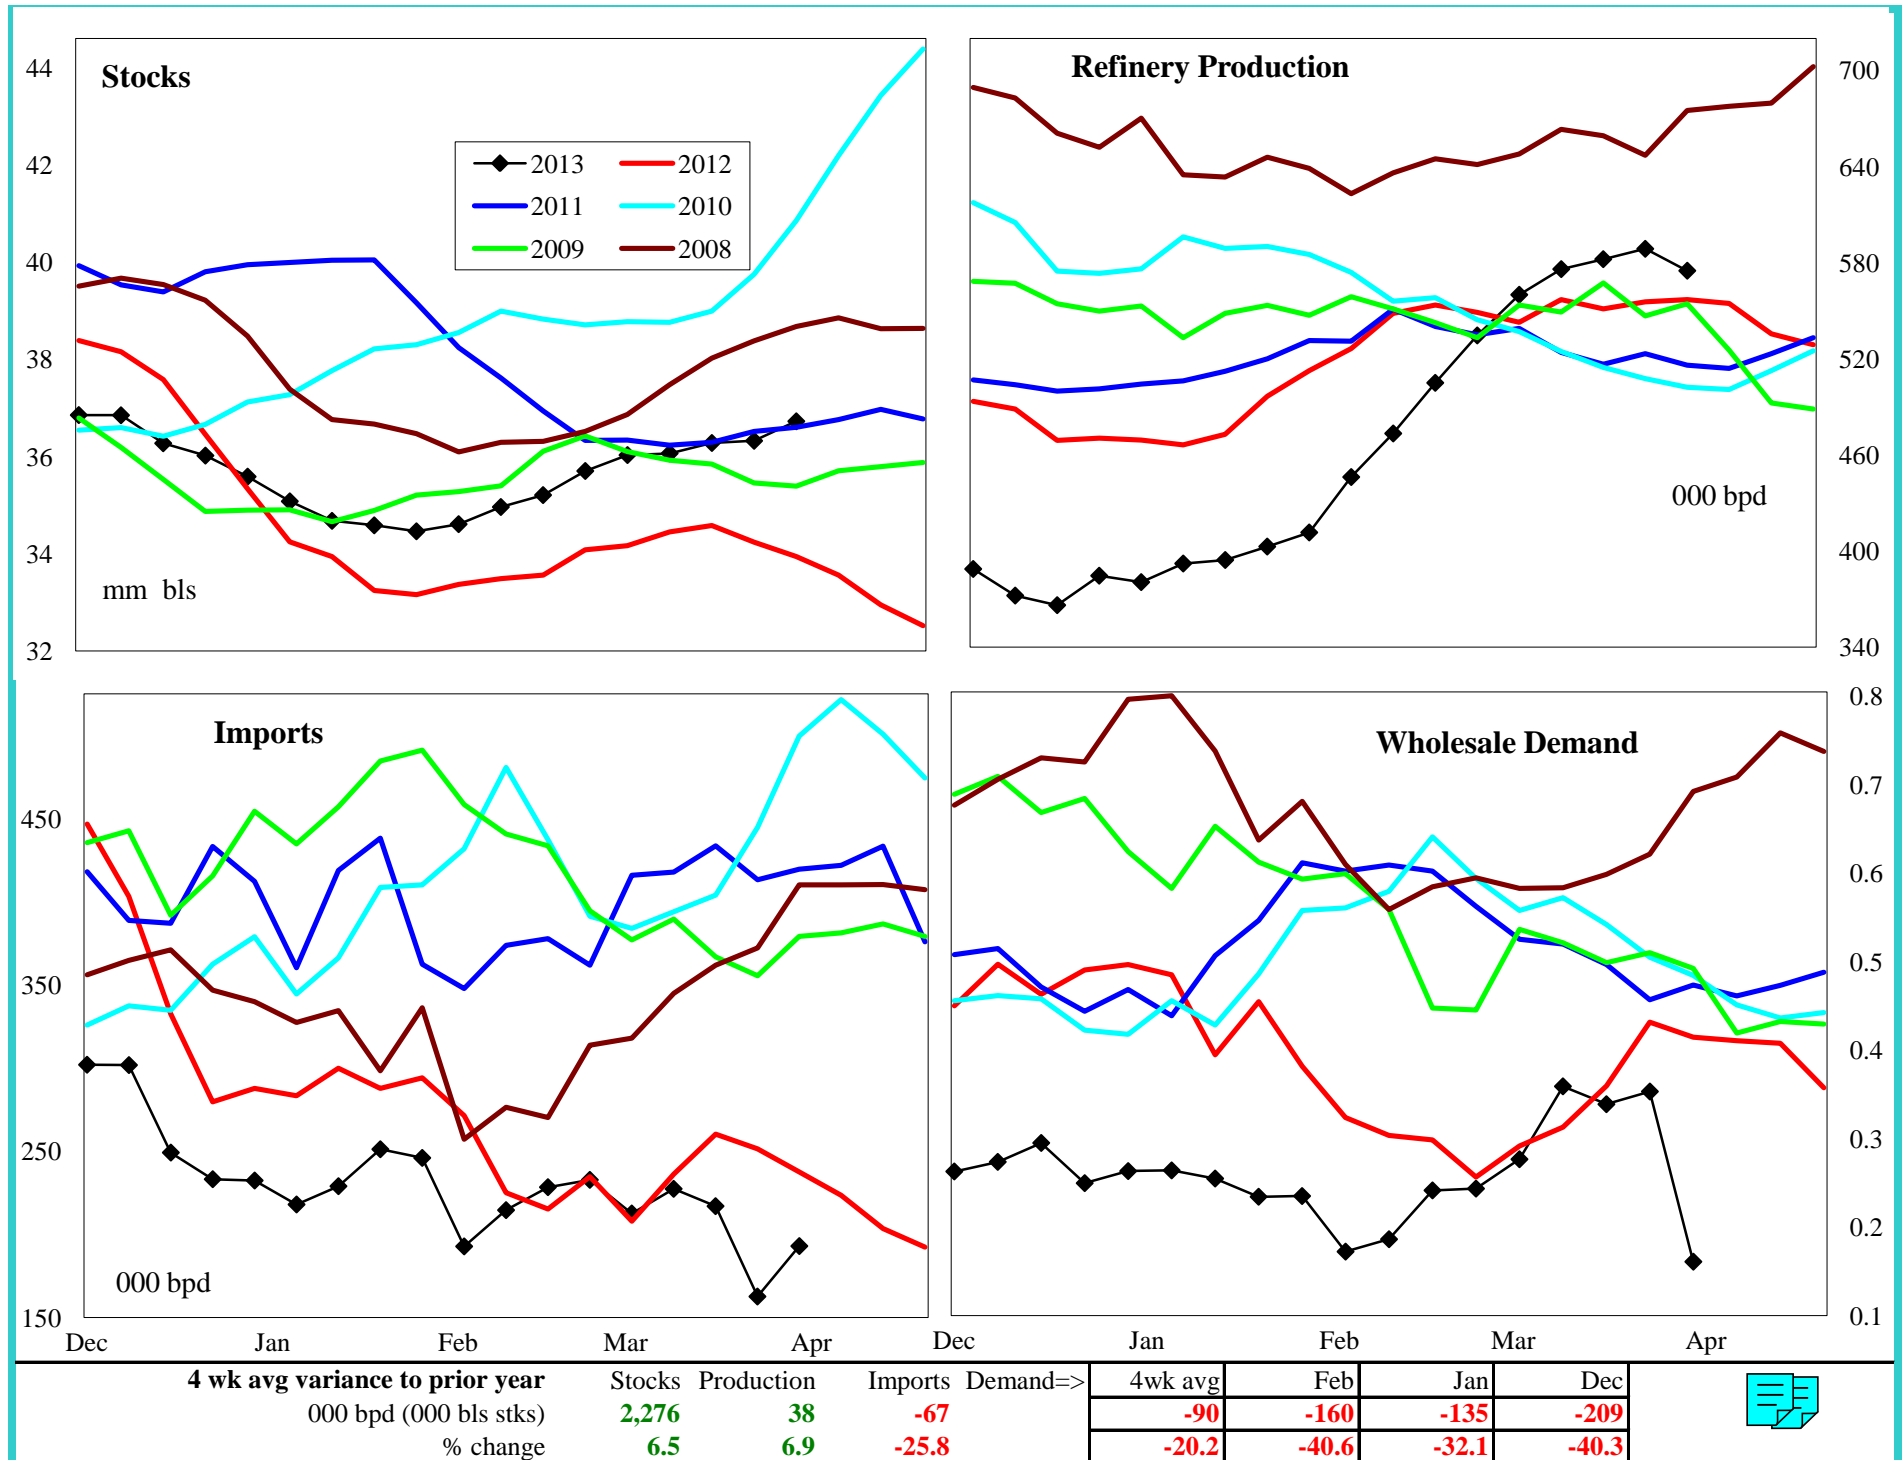 Stocks
44
42
40
38
36
34
32
2013
2012
2011
2010
2009
2008
mm bls
Refinery Production
700
640
580
520
460
400
340
000 bpd
Imports
450
350
250
150
000 bpd
Dec Jan Feb Mar Apr
Wholesale Demand
0.8
0.7
0.6
0.5
0.4
0.3
0.2
0.1
Dec Jan Feb Mar Apr
4 wk avg variance to prior year Stocks Production Imports Demand=> 4wk avg Feb Jan Dec
000 bpd (000 bls stks) 2,276 38 -67 -90 -160 -135 -209
% change 6.5 6.9 -25.8 -20.2 -40.6 -32.1 -40.3